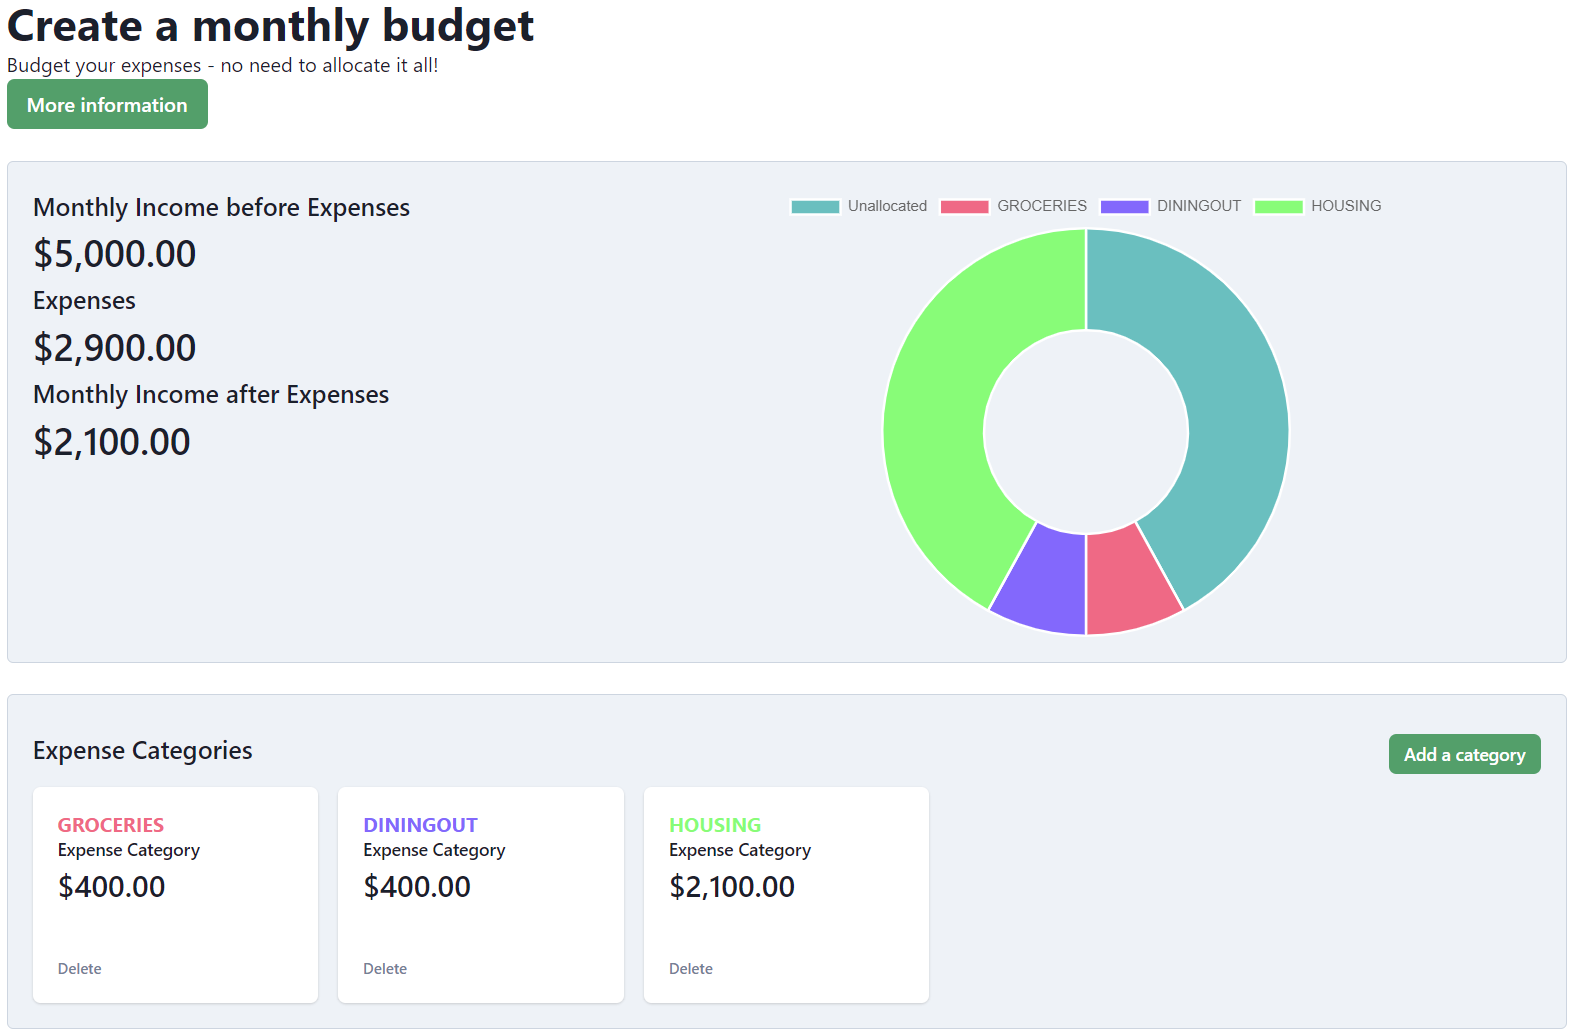 Create a monthly budget
Budget your expenses - no need to allocate it all!
More information
Monthly Income before Expenses
$5,000.00
Expenses
$2,900.00
Monthly Income after Expenses
$2,100.00
Unallocated GROCERIES DININGOUT HOUSING
Expense Categories
Add a category
GROCERIES
Expense Category
$400.00
Delete
DININGOUT
Expense Category
$400.00
Delete
HOUSING
Expense Category
$2,100.00
Delete